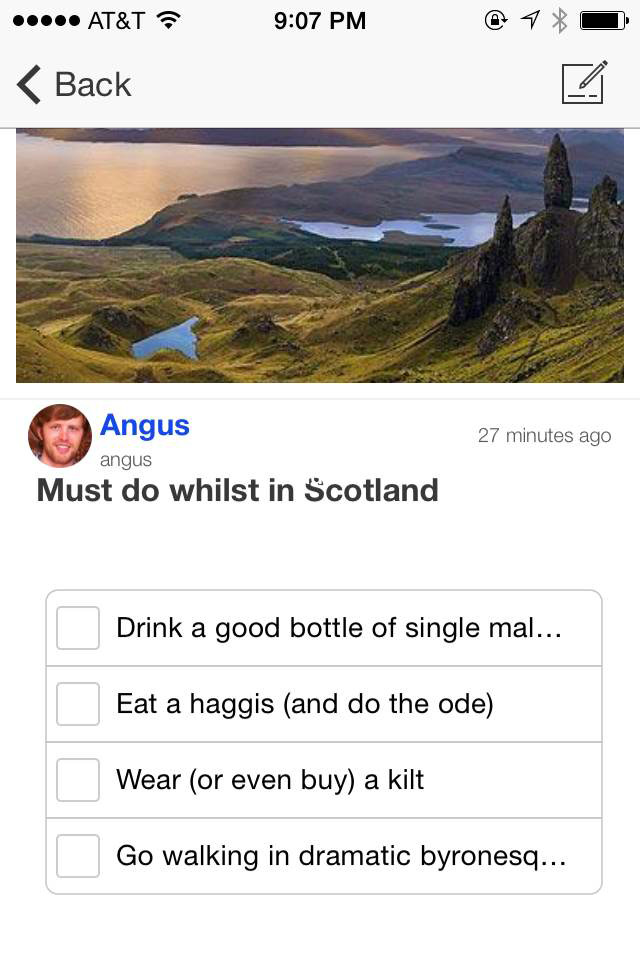 AT&T 9:07 PM
Back
Angus
27 minutes ago
angus
Must do whilst in Scotland
Drink a good bottle of single mal...
Eat a haggis (and do the ode)
Wear (or even buy) a kilt
Go walking in dramatic byronesq...